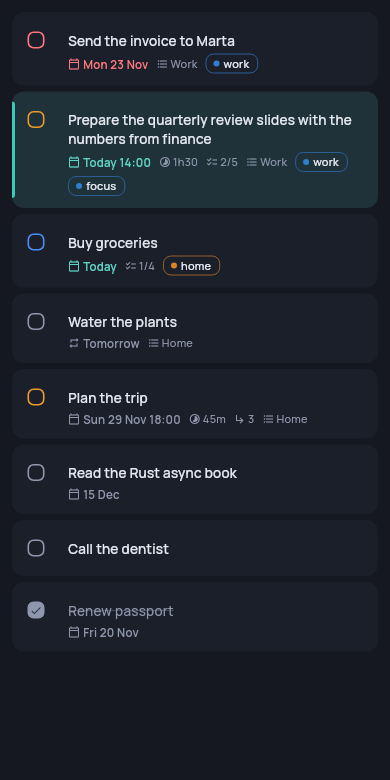 Send the invoice to Marta
Mon 23 Nov Work work
Prepare the quarterly review slides with the
numbers from finance
Today 14:00 1h30 2/5 Work work
focus
Buy groceries
Today 1/4 home
Water the plants
Tomorrow Home
Plan the trip
Sun 29 Nov 18:00 45m 3 Home
Read the Rust async book
15 Dec
Call the dentist
Renew passport
Fri 20 Nov